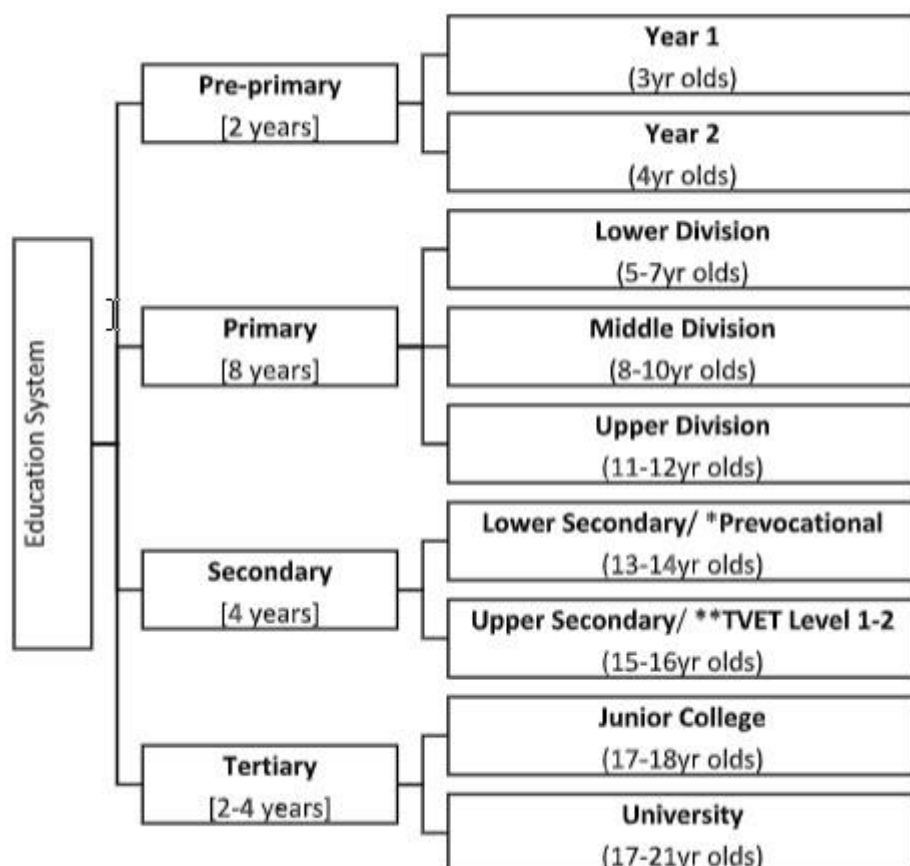 Education System
Pre-primary
[2 years]
Year 1
(3yr olds)
Year 2
(4yr olds)
Primary
[8 years]
Lower Division
(5-7yr olds)
Middle Division
(8-10yr olds)
Upper Division
(11-12yr olds)
Secondary
[4 years]
Lower Secondary/ *Prevocational
(13-14yr olds)
Upper Secondary/ **TVET Level 1-2
(15-16yr olds)
Tertiary
[2-4 years]
Junior College
(17-18yr olds)
University
(17-21yr olds)